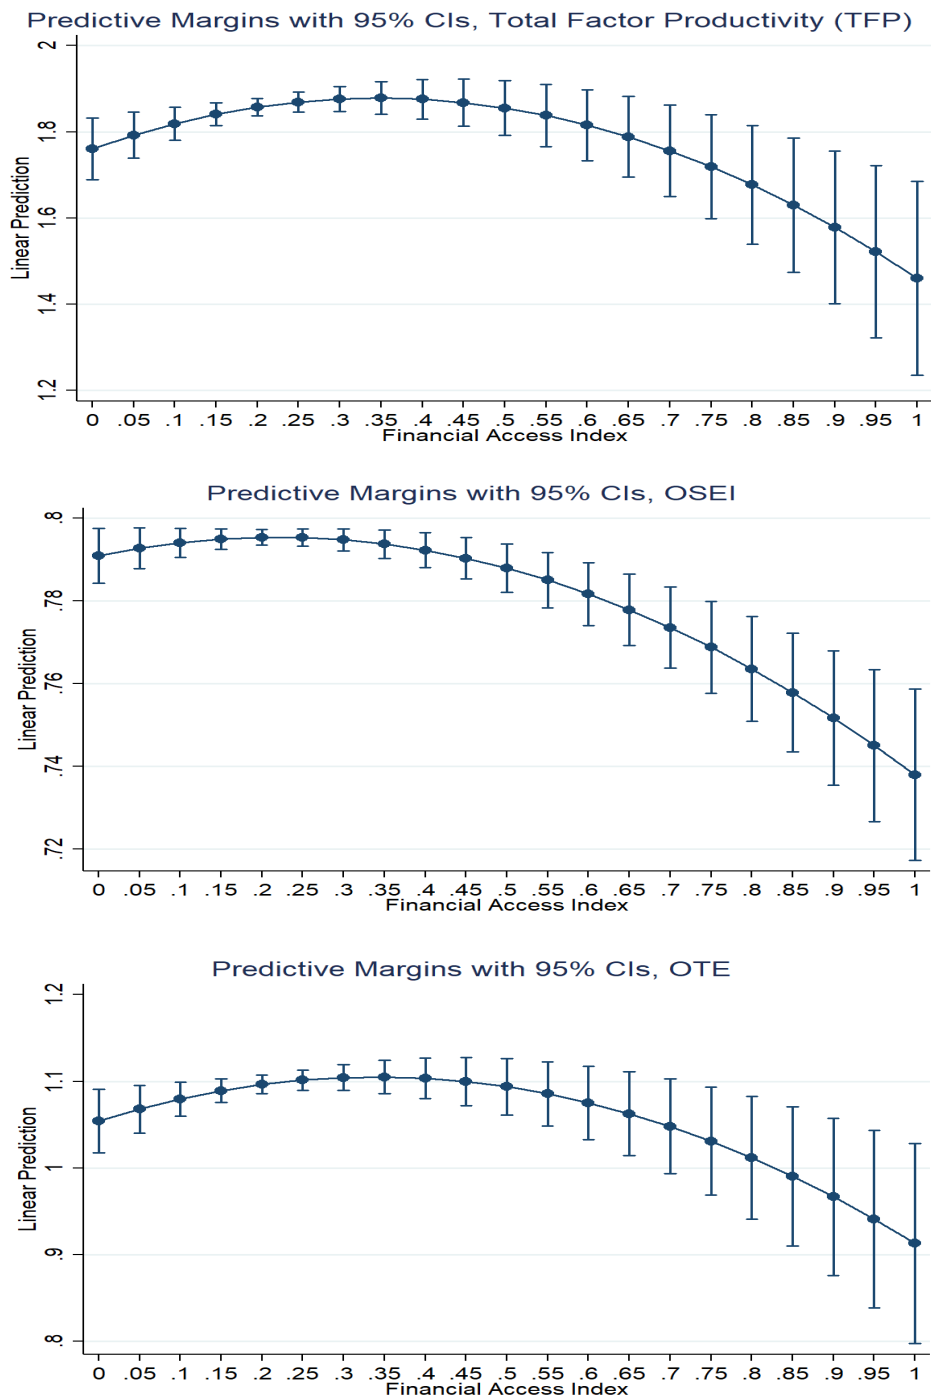 Predictive Margins with 95% CIs, Total Factor Productivity (TFP)
2
1.8
1.6
1.4
1.2
Linear Prediction
0 .05 .1 .15 .2 .25 .3 .35 .4 .45 .5 .55 .6 .65 .7 .75 .8 .85 .9 .95 1
Financial Access Index
Predictive Margins with 95% CIs, OSEI
.8
.78
.76
.74
.72
Linear Prediction
0 .05 .1 .15 .2 .25 .3 .35 .4 .45 .5 .55 .6 .65 .7 .75 .8 .85 .9 .95 1
Financial Access Index
Predictive Margins with 95% CIs, OTE
1.2
1.1
1
.9
.8
Linear Prediction
0 .05 .1 .15 .2 .25 .3 .35 .4 .45 .5 .55 .6 .65 .7 .75 .8 .85 .9 .95 1
Financial Access Index